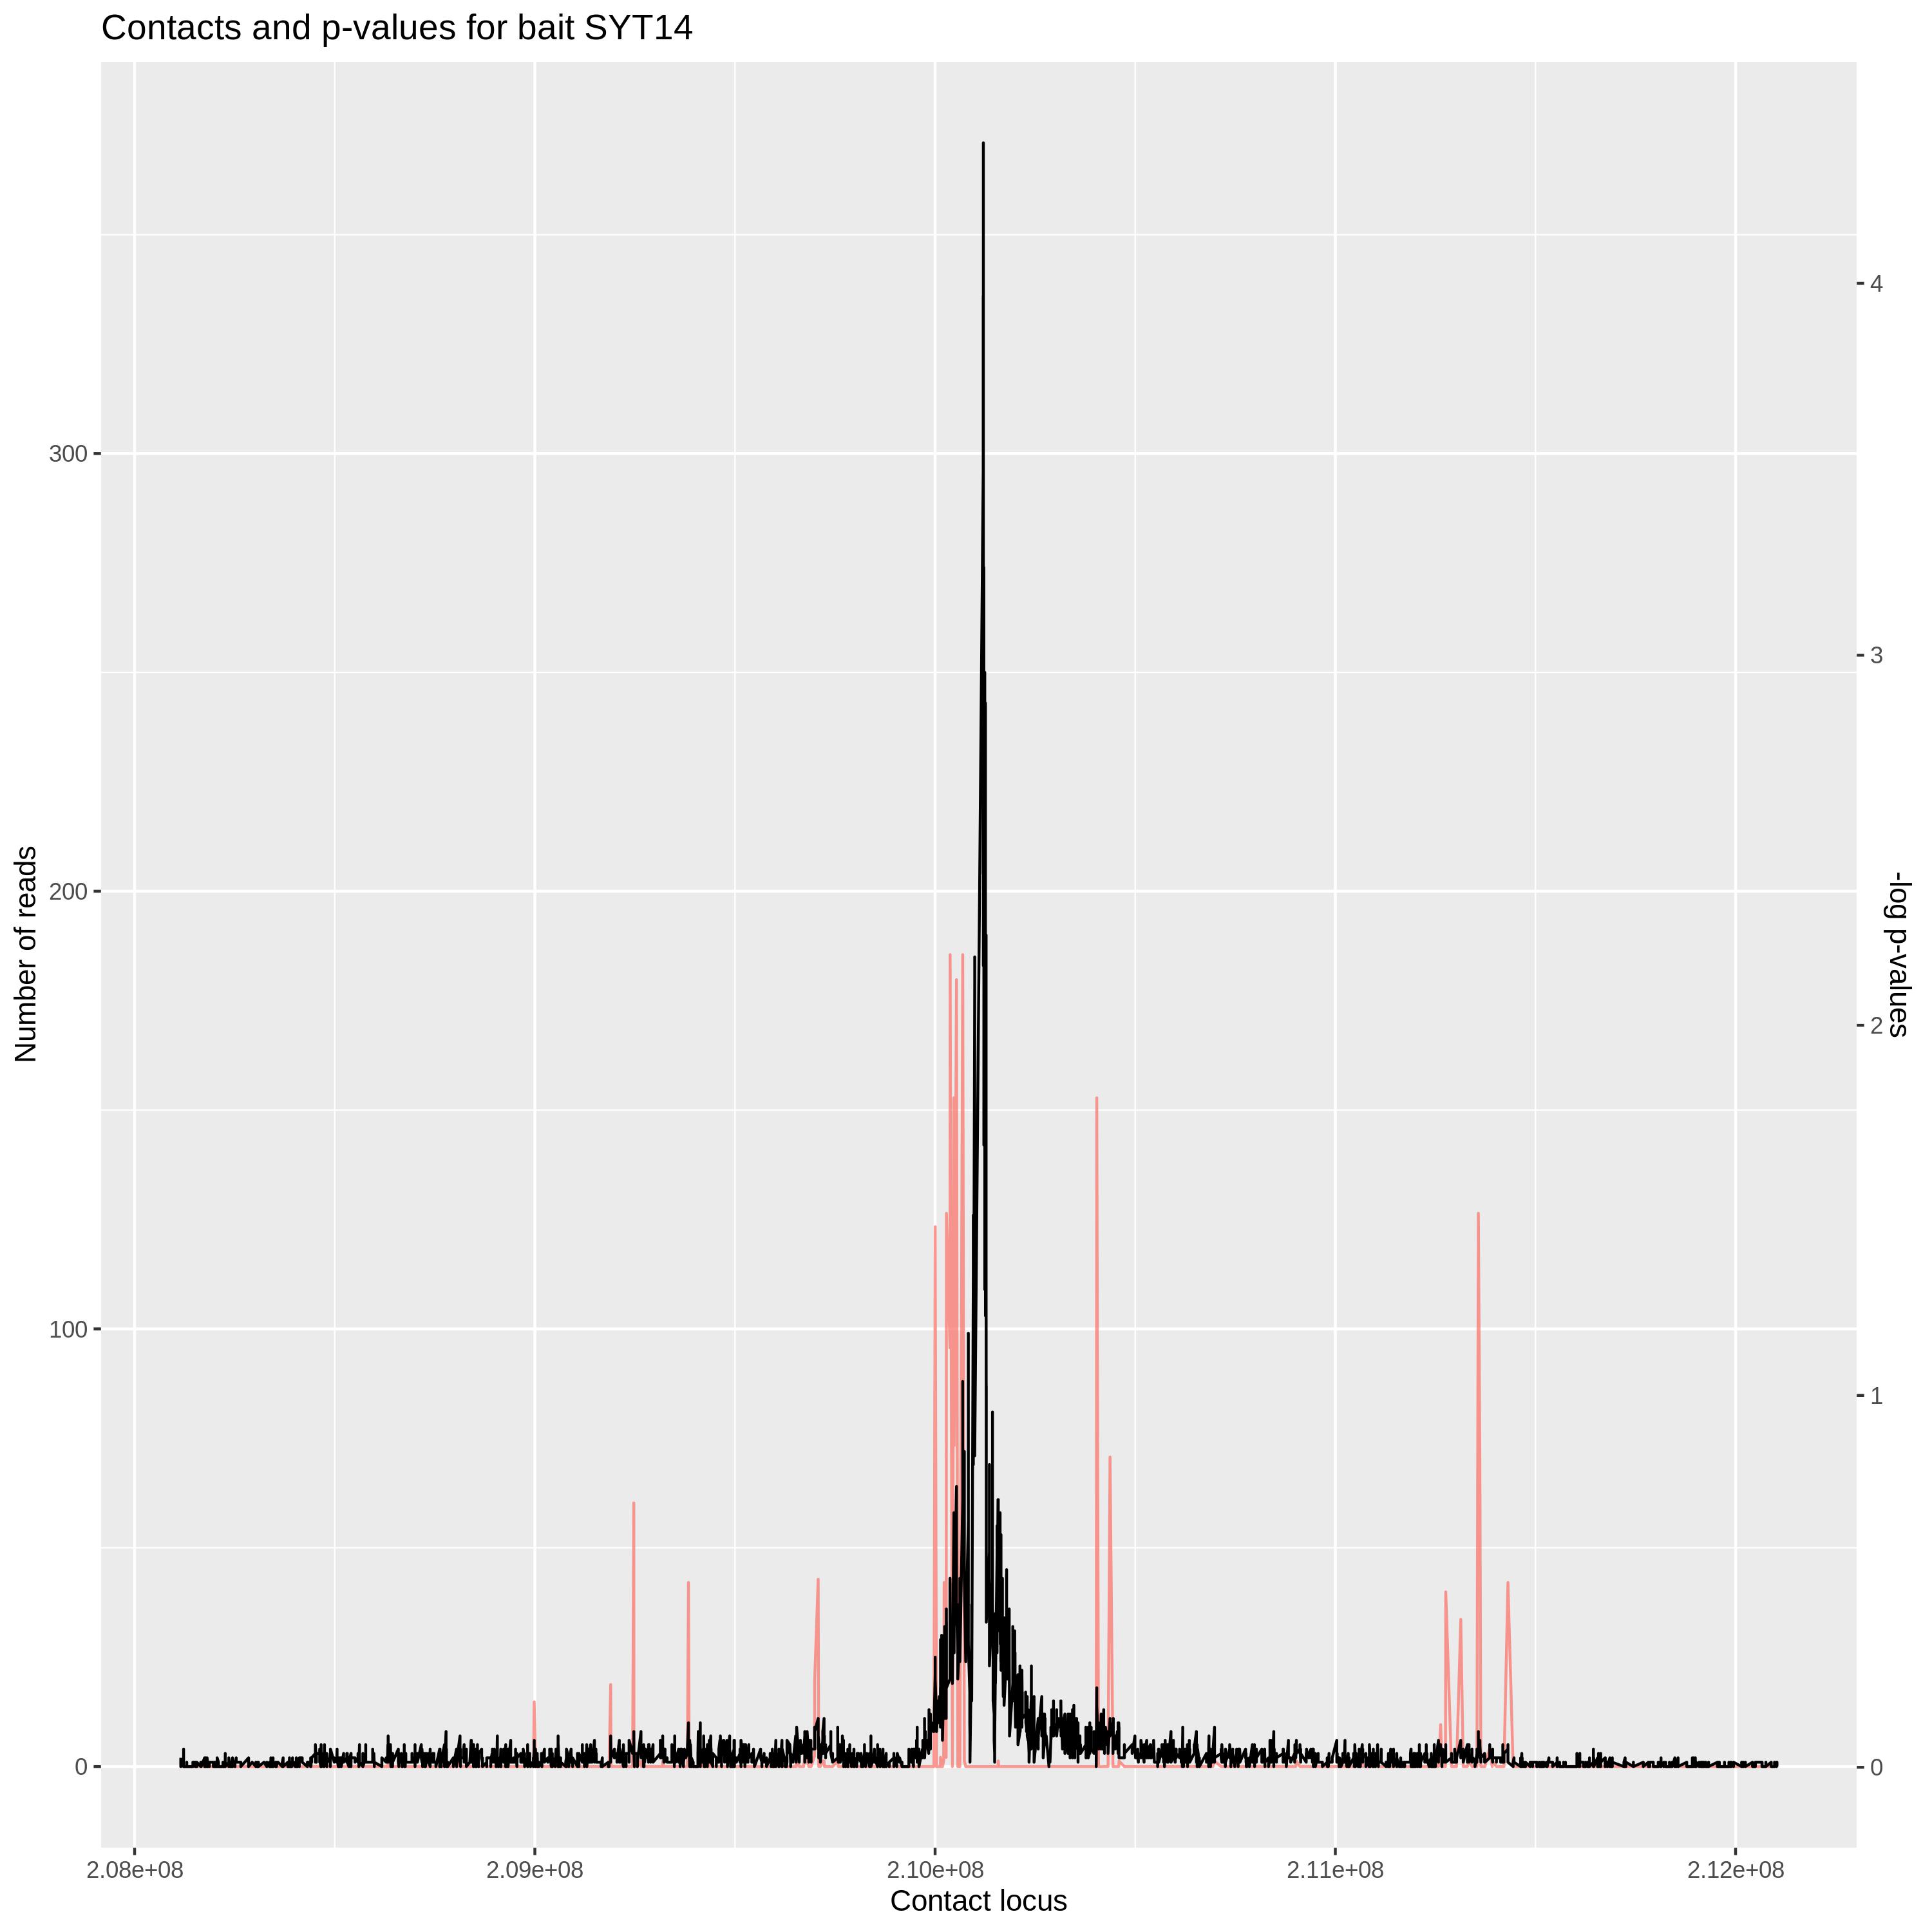 Contacts and p-values for bait SYT14
Number of reads
300
200
100
0
4
3
2
1
0
-log p-values
2.08e+08
2.09e+08
2.10e+08
2.11e+08
2.12e+08
Contact locus